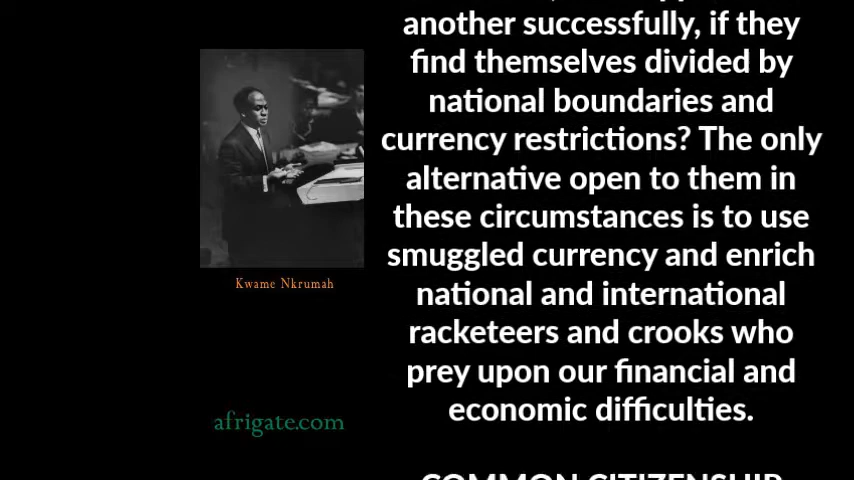 another successfully, if they
find themselves divided by
national boundaries and
currency restrictions? The only
alternative open to them in
these circumstances is to use
smuggled currency and enrich
national and international
racketeers and crooks who
prey upon our financial and
economic difficulties.
COMMON CITIZENSHIP
Kwame Nkrumah
afrigate.com